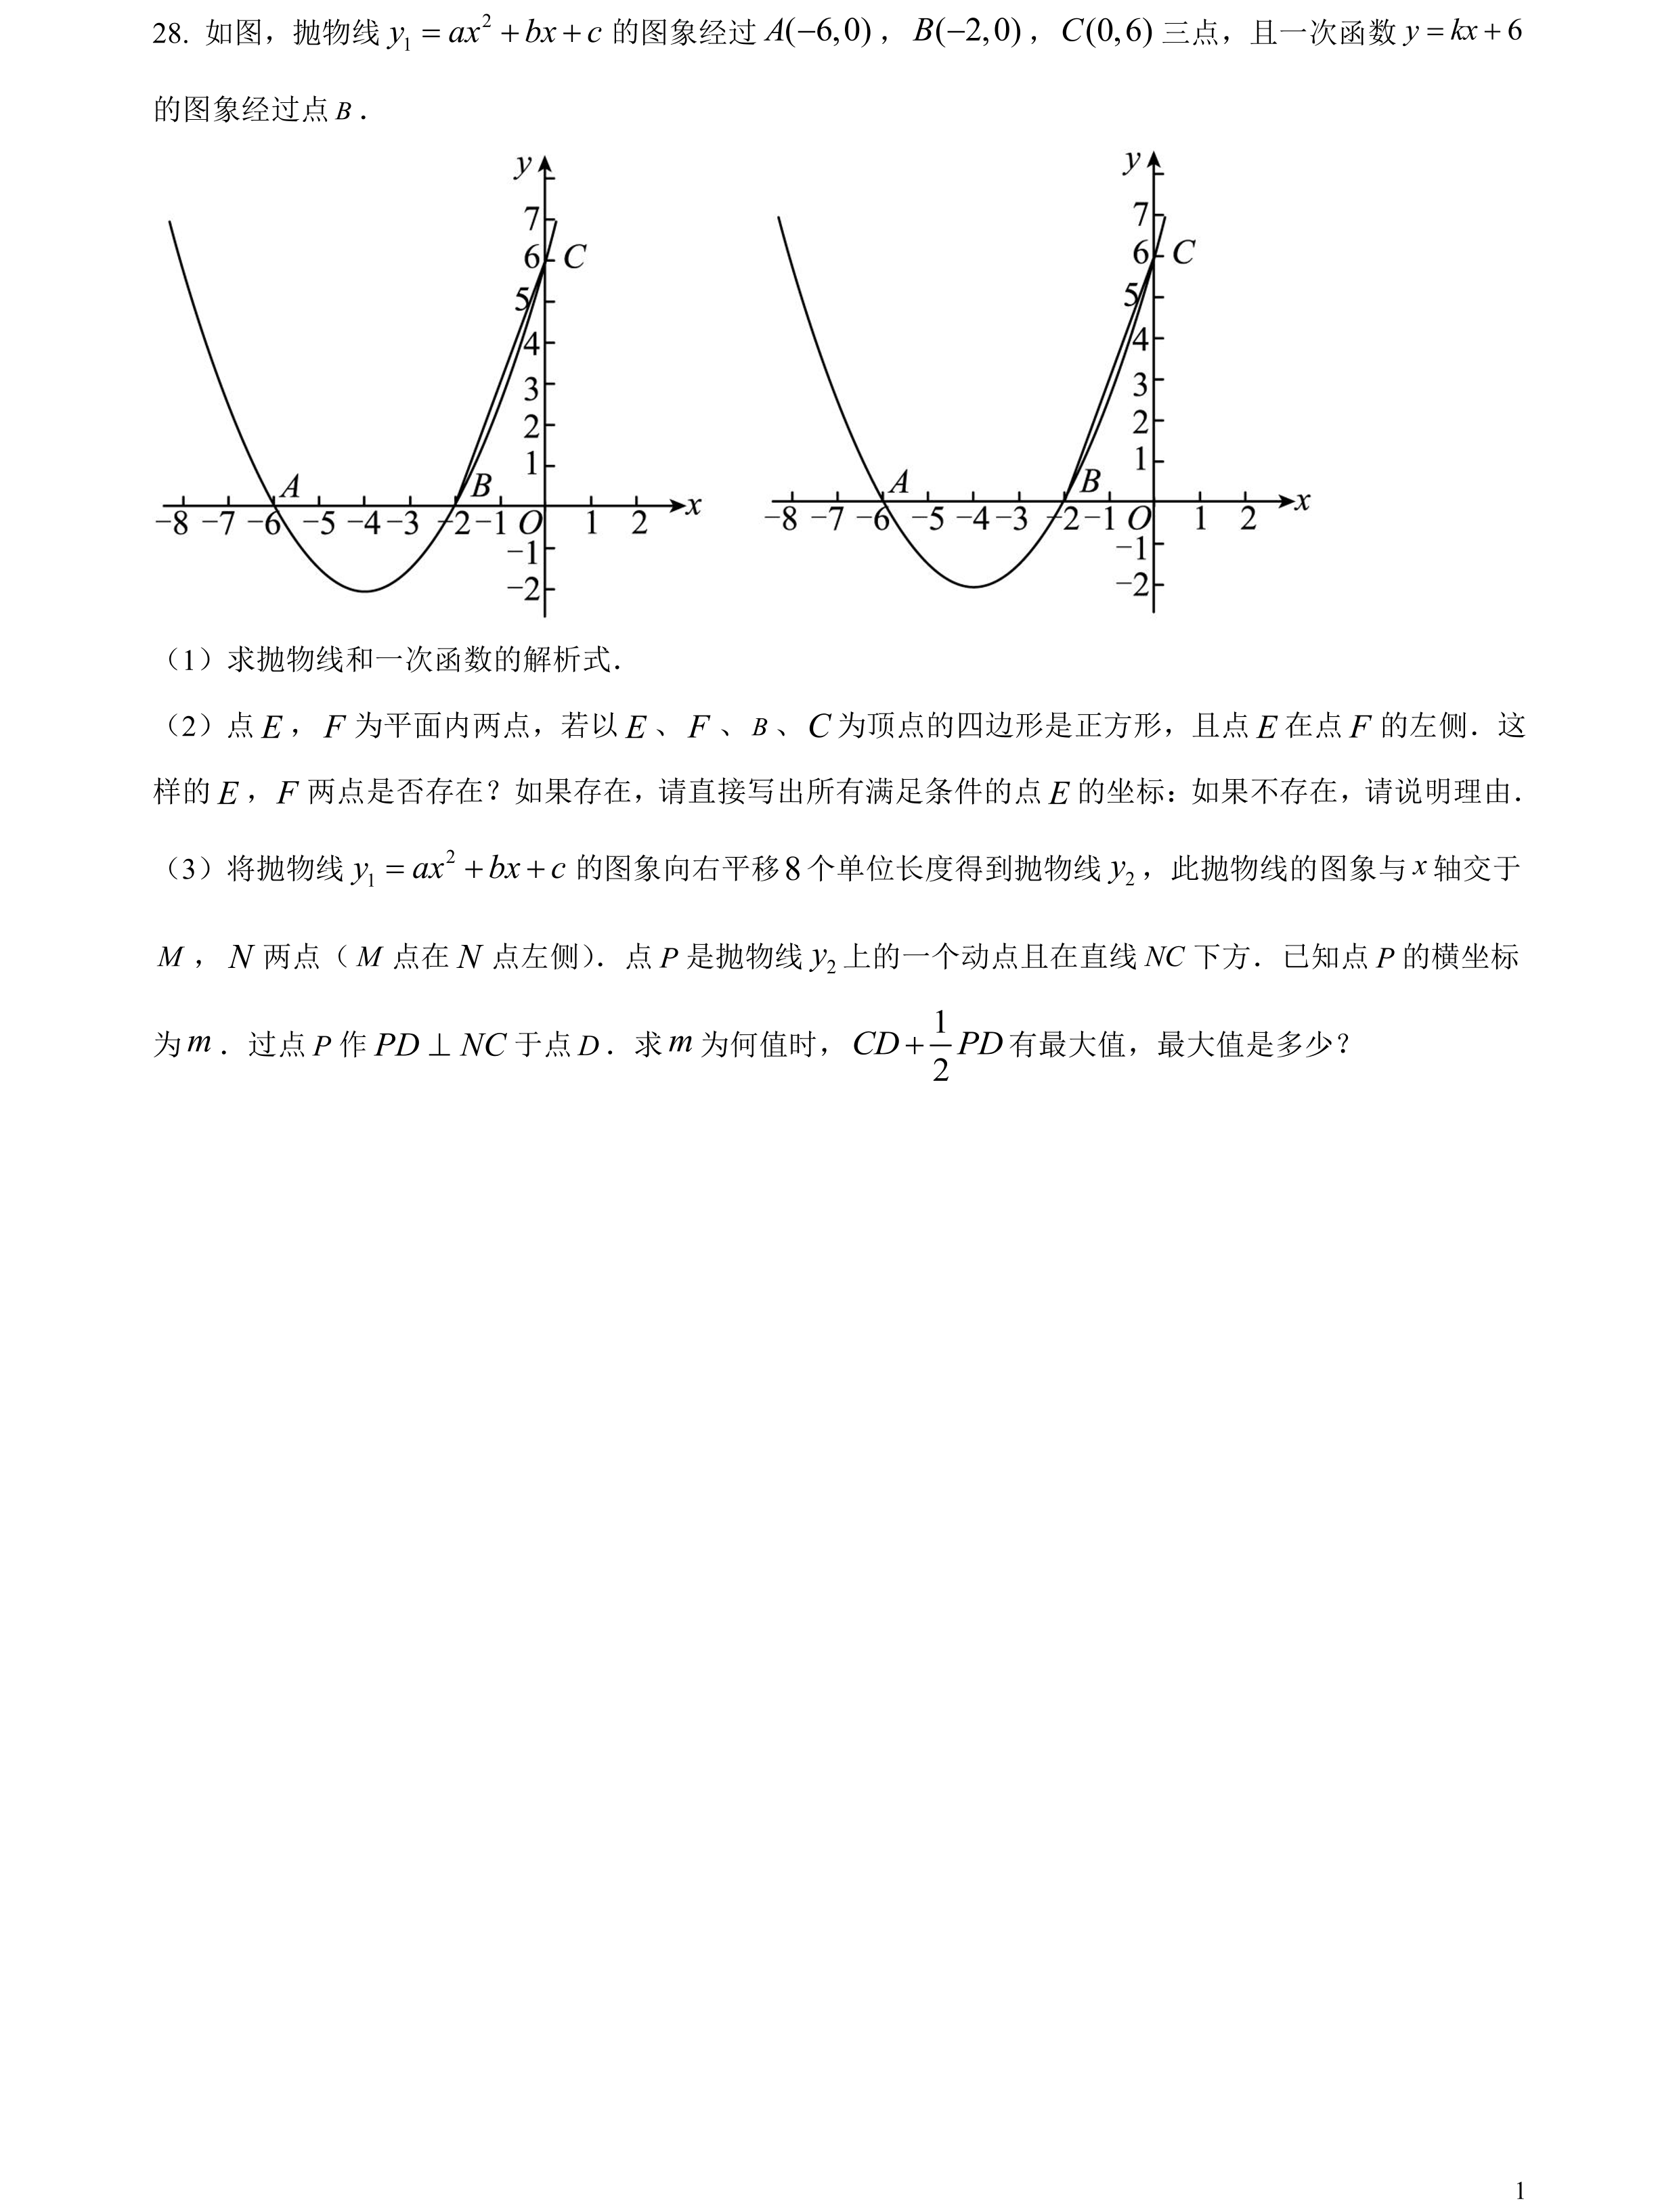 28. 如图，抛物线 y₁ = ax² + bx + c 的图象经过 A(−6,0)，B(−2,0)，C(0,6) 三点，且一次函数 y = kx + 6
的图象经过点 B．
y
7
6 C
5
4
3
2
1
A B
−8 −7 −6 −5 −4 −3 −2 −1 O 1 2 x
−1
−2
y
7
6 C
5
4
3
2
1
A B
−8 −7 −6 −5 −4 −3 −2 −1 O 1 2 x
−1
−2
（1）求抛物线和一次函数的解析式．
（2）点 E，F 为平面内两点，若以 E、F、B、C 为顶点的四边形是正方形，且点 E 在点 F 的左侧．这
样的 E，F 两点是否存在？如果存在，请直接写出所有满足条件的点 E 的坐标：如果不存在，请说明理由．
（3）将抛物线 y₁ = ax² + bx + c 的图象向右平移 8 个单位长度得到抛物线 y₂，此抛物线的图象与 x 轴交于
M，N 两点（M 点在 N 点左侧）．点 P 是抛物线 y₂ 上的一个动点且在直线 NC 下方．已知点 P 的横坐标
为 m．过点 P 作 PD ⊥ NC 于点 D．求 m 为何值时，CD + 1/2 PD 有最大值，最大值是多少？
1